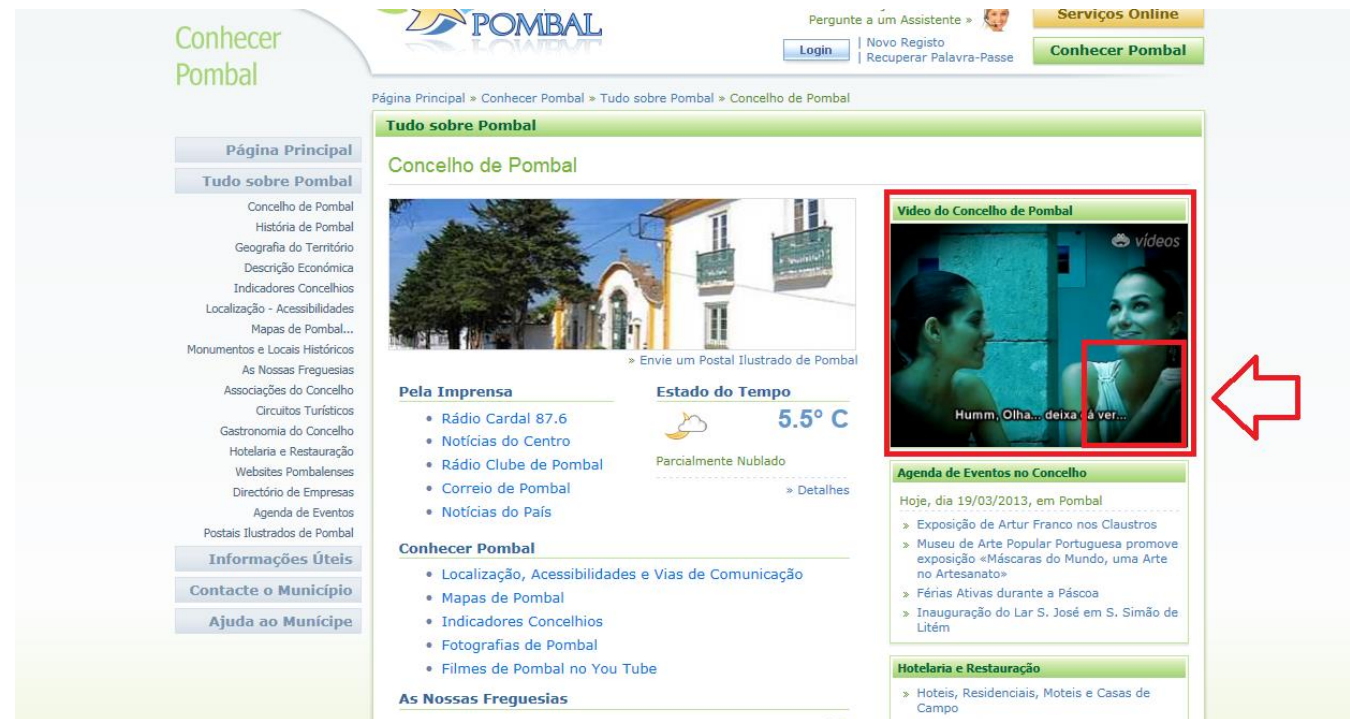 Conhecer
Pombal
POMBAL
Pergunte a um Assistente »
Login
| Novo Registo
| Recuperar Palavra-Passe
Serviços Online
Conhecer Pombal
Página Principal » Conhecer Pombal » Tudo sobre Pombal » Concelho de Pombal
Página Principal
Tudo sobre Pombal
Concelho de Pombal
História de Pombal
Geografia do Território
Descrição Económica
Indicadores Concelhios
Localização - Acessibilidades
Mapas de Pombal...
Monumentos e Locais Históricos
As Nossas Freguesias
Associações do Concelho
Circuitos Turísticos
Gastronomia do Concelho
Hotelaria e Restauração
Websites Pombalenses
Directório de Empresas
Agenda de Eventos
Postais Ilustrados de Pombal
Informações Úteis
Contacte o Município
Ajuda ao Munícipe
Tudo sobre Pombal
Concelho de Pombal
» Envie um Postal Ilustrado de Pombal
Pela Imprensa
• Rádio Cardal 87.6
• Notícias do Centro
• Rádio Clube de Pombal
• Correio de Pombal
• Notícias do País
Estado do Tempo
5.5º C
Parcialmente Nublado
» Detalhes
Conhecer Pombal
• Localização, Acessibilidades e Vias de Comunicação
• Mapas de Pombal
• Indicadores Concelhios
• Fotografias de Pombal
• Filmes de Pombal no You Tube
As Nossas Freguesias
Video do Concelho de Pombal
vídeos
Humm, Olha... deixa cá ver...
Agenda de Eventos no Concelho
Hoje, dia 19/03/2013, em Pombal
» Exposição de Artur Franco nos Claustros
» Museu de Arte Popular Portuguesa promove
exposição «Máscaras do Mundo, uma Arte
no Artesanato»
» Férias Ativas durante a Páscoa
» Inauguração do Lar S. José em S. Simão de
Litém
Hotelaria e Restauração
» Hoteis, Residenciais, Moteis e Casas de
Campo